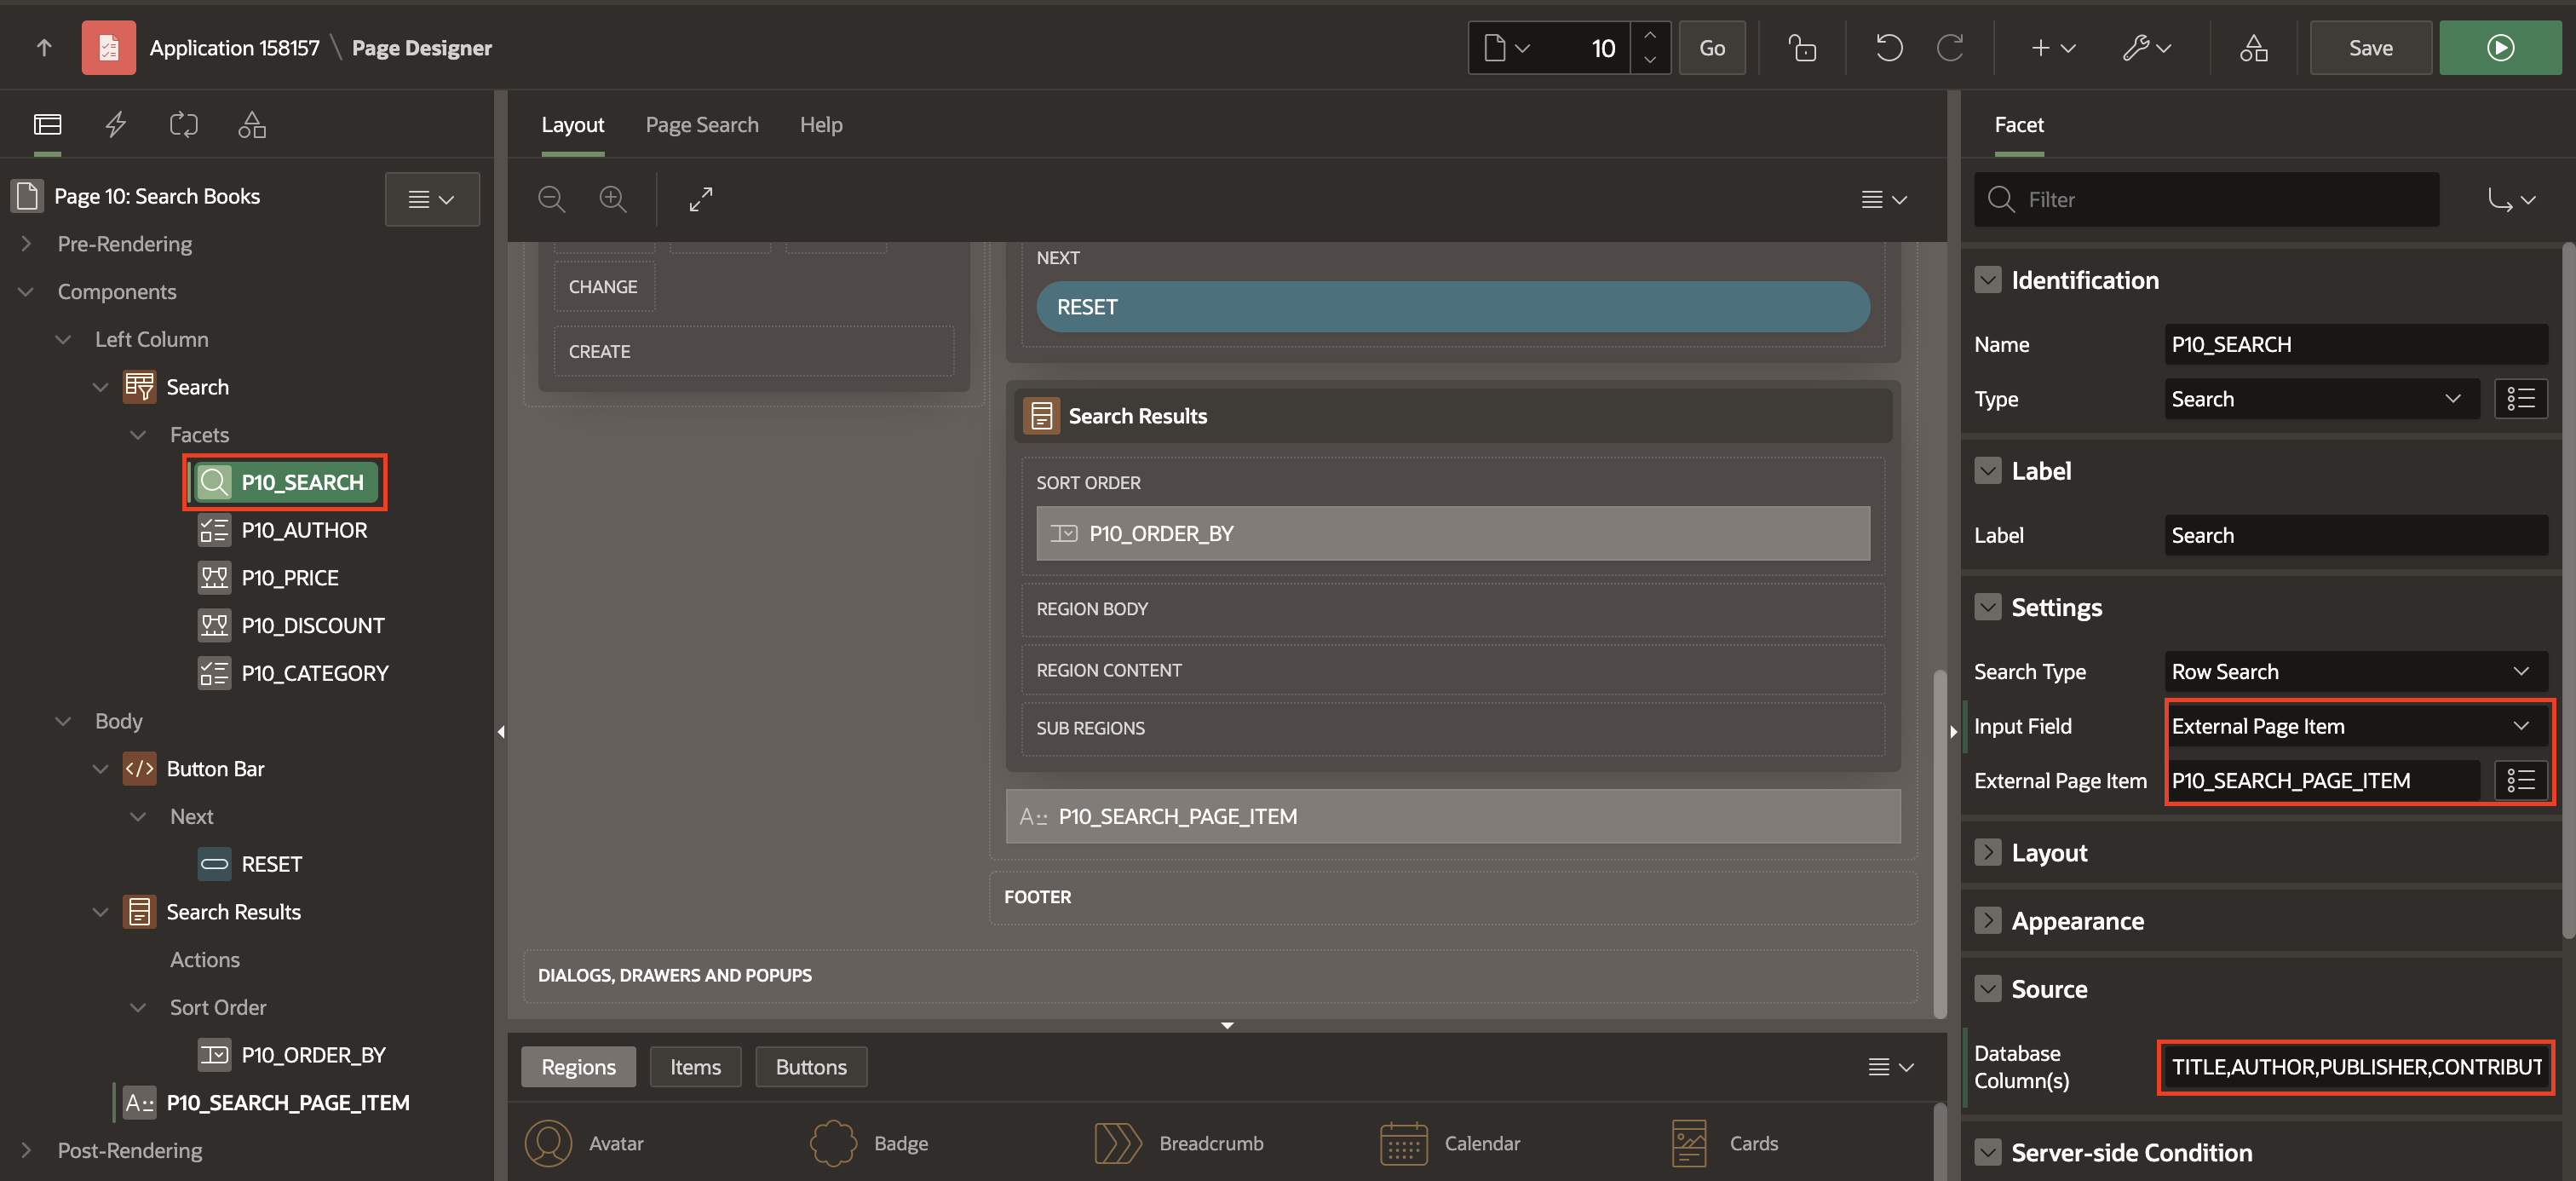 Application 158157 \ Page Designer
10
Go
Save
Page 10: Search Books
Pre-Rendering
Components
Left Column
Search
Facets
P10_SEARCH
P10_AUTHOR
P10_PRICE
P10_DISCOUNT
P10_CATEGORY
Body
Button Bar
Next
RESET
Search Results
Actions
Sort Order
P10_ORDER_BY
P10_SEARCH_PAGE_ITEM
Post-Rendering
Layout Page Search Help
CHANGE
CREATE
NEXT
RESET
Search Results
SORT ORDER
P10_ORDER_BY
REGION BODY
REGION CONTENT
SUB REGIONS
P10_SEARCH_PAGE_ITEM
FOOTER
DIALOGS, DRAWERS AND POPUPS
Regions Items Buttons
Avatar Badge Breadcrumb Calendar Cards
Facet
Filter
Identification
Name P10_SEARCH
Type Search
Label
Label Search
Settings
Search Type Row Search
Input Field External Page Item
External Page Item P10_SEARCH_PAGE_ITEM
Layout
Appearance
Source
Database
Column(s) TITLE,AUTHOR,PUBLISHER,CONTRIBUT
Server-side Condition